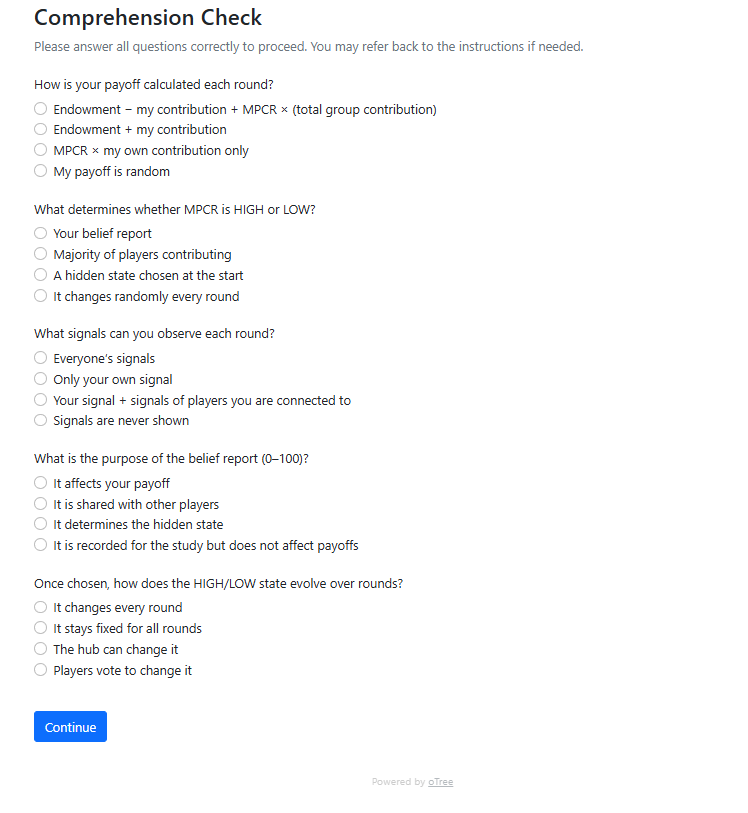 Comprehension Check
Please answer all questions correctly to proceed. You may refer back to the instructions if needed.
How is your payoff calculated each round?
Endowment − my contribution + MPCR × (total group contribution)
Endowment + my contribution
MPCR × my own contribution only
My payoff is random
What determines whether MPCR is HIGH or LOW?
Your belief report
Majority of players contributing
A hidden state chosen at the start
It changes randomly every round
What signals can you observe each round?
Everyone's signals
Only your own signal
Your signal + signals of players you are connected to
Signals are never shown
What is the purpose of the belief report (0–100)?
It affects your payoff
It is shared with other players
It determines the hidden state
It is recorded for the study but does not affect payoffs
Once chosen, how does the HIGH/LOW state evolve over rounds?
It changes every round
It stays fixed for all rounds
The hub can change it
Players vote to change it
Continue
Powered by oTree